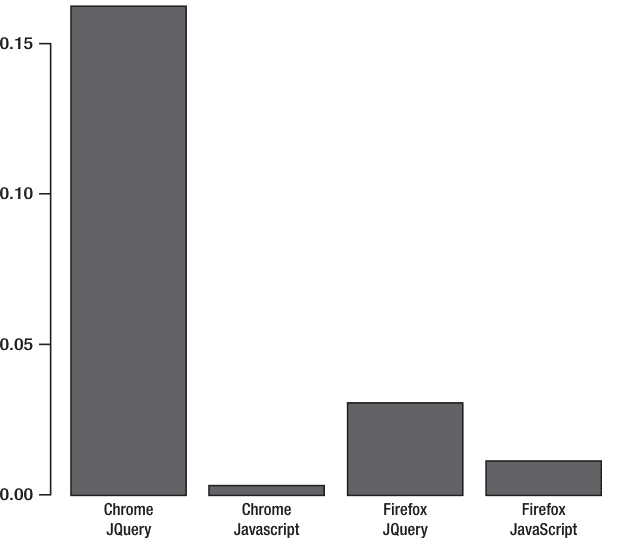 0.15
0.10
0.05
0.00
Chrome
JQuery
Chrome
Javascript
Firefox
JQuery
Firefox
JavaScript